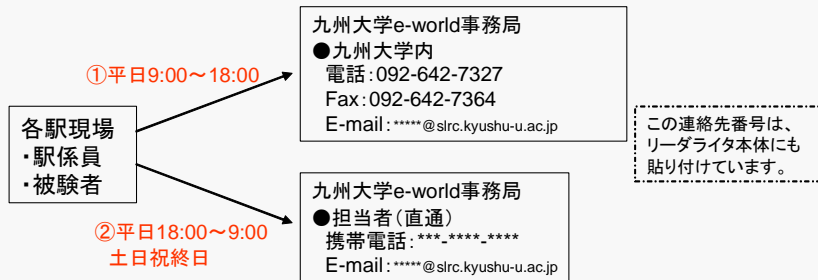 九州大学e-world事務局
●九州大学内
電話：092-642-7327
Fax：092-642-7364
E-mail：*****@slrc.kyushu-u.ac.jp
①平日9:00～18:00
各駅現場
・駅係員
・被験者
この連絡先番号は、
リーダライタ本体にも
貼り付けています。
②平日18:00～9:00
土日祝終日
九州大学e-world事務局
●担当者（直通）
携帯電話：***-****-****
E-mail：*****@slrc.kyushu-u.ac.jp